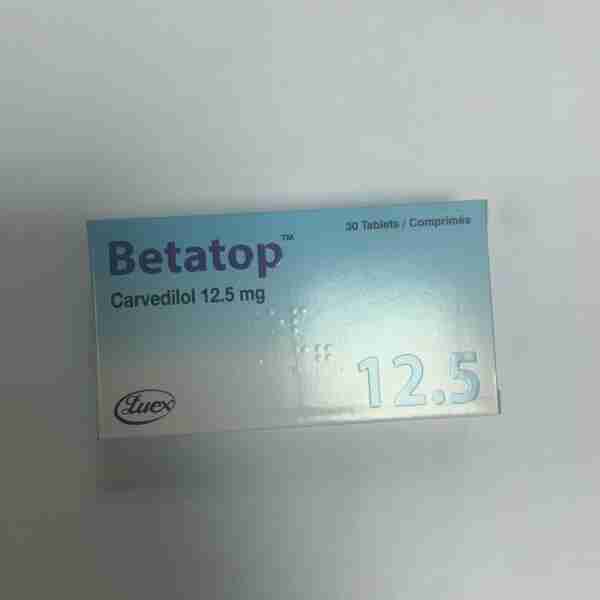 Betatop™
30 Tablets / Comprimés
Carvedilol 12.5 mg
12.5
Luex